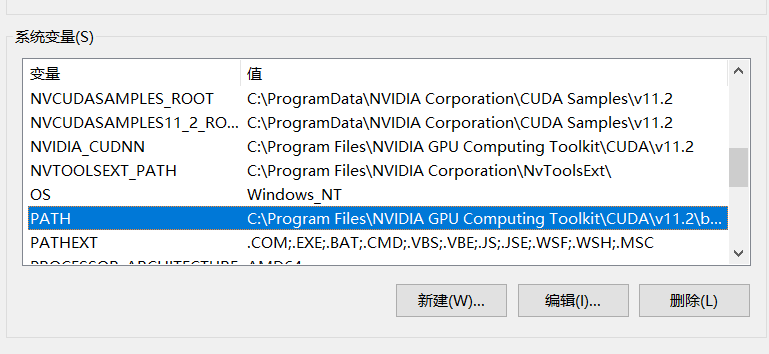 系统变量(S)
变量 值
NVCUDASAMPLES_ROOT C:\ProgramData\NVIDIA Corporation\CUDA Samples\v11.2
NVCUDASAMPLES11_2_RO... C:\ProgramData\NVIDIA Corporation\CUDA Samples\v11.2
NVIDIA_CUDNN C:\Program Files\NVIDIA GPU Computing Toolkit\CUDA\v11.2
NVTOOLSEXT_PATH C:\Program Files\NVIDIA Corporation\NvToolsExt\
OS Windows_NT
PATH C:\Program Files\NVIDIA GPU Computing Toolkit\CUDA\v11.2\b...
PATHEXT .COM;.EXE;.BAT;.CMD;.VBS;.VBE;.JS;.JSE;.WSF;.WSH;.MSC
PROCESSOR_ARCHITECTURE AMD64
新建(W)... 编辑(I)... 删除(L)